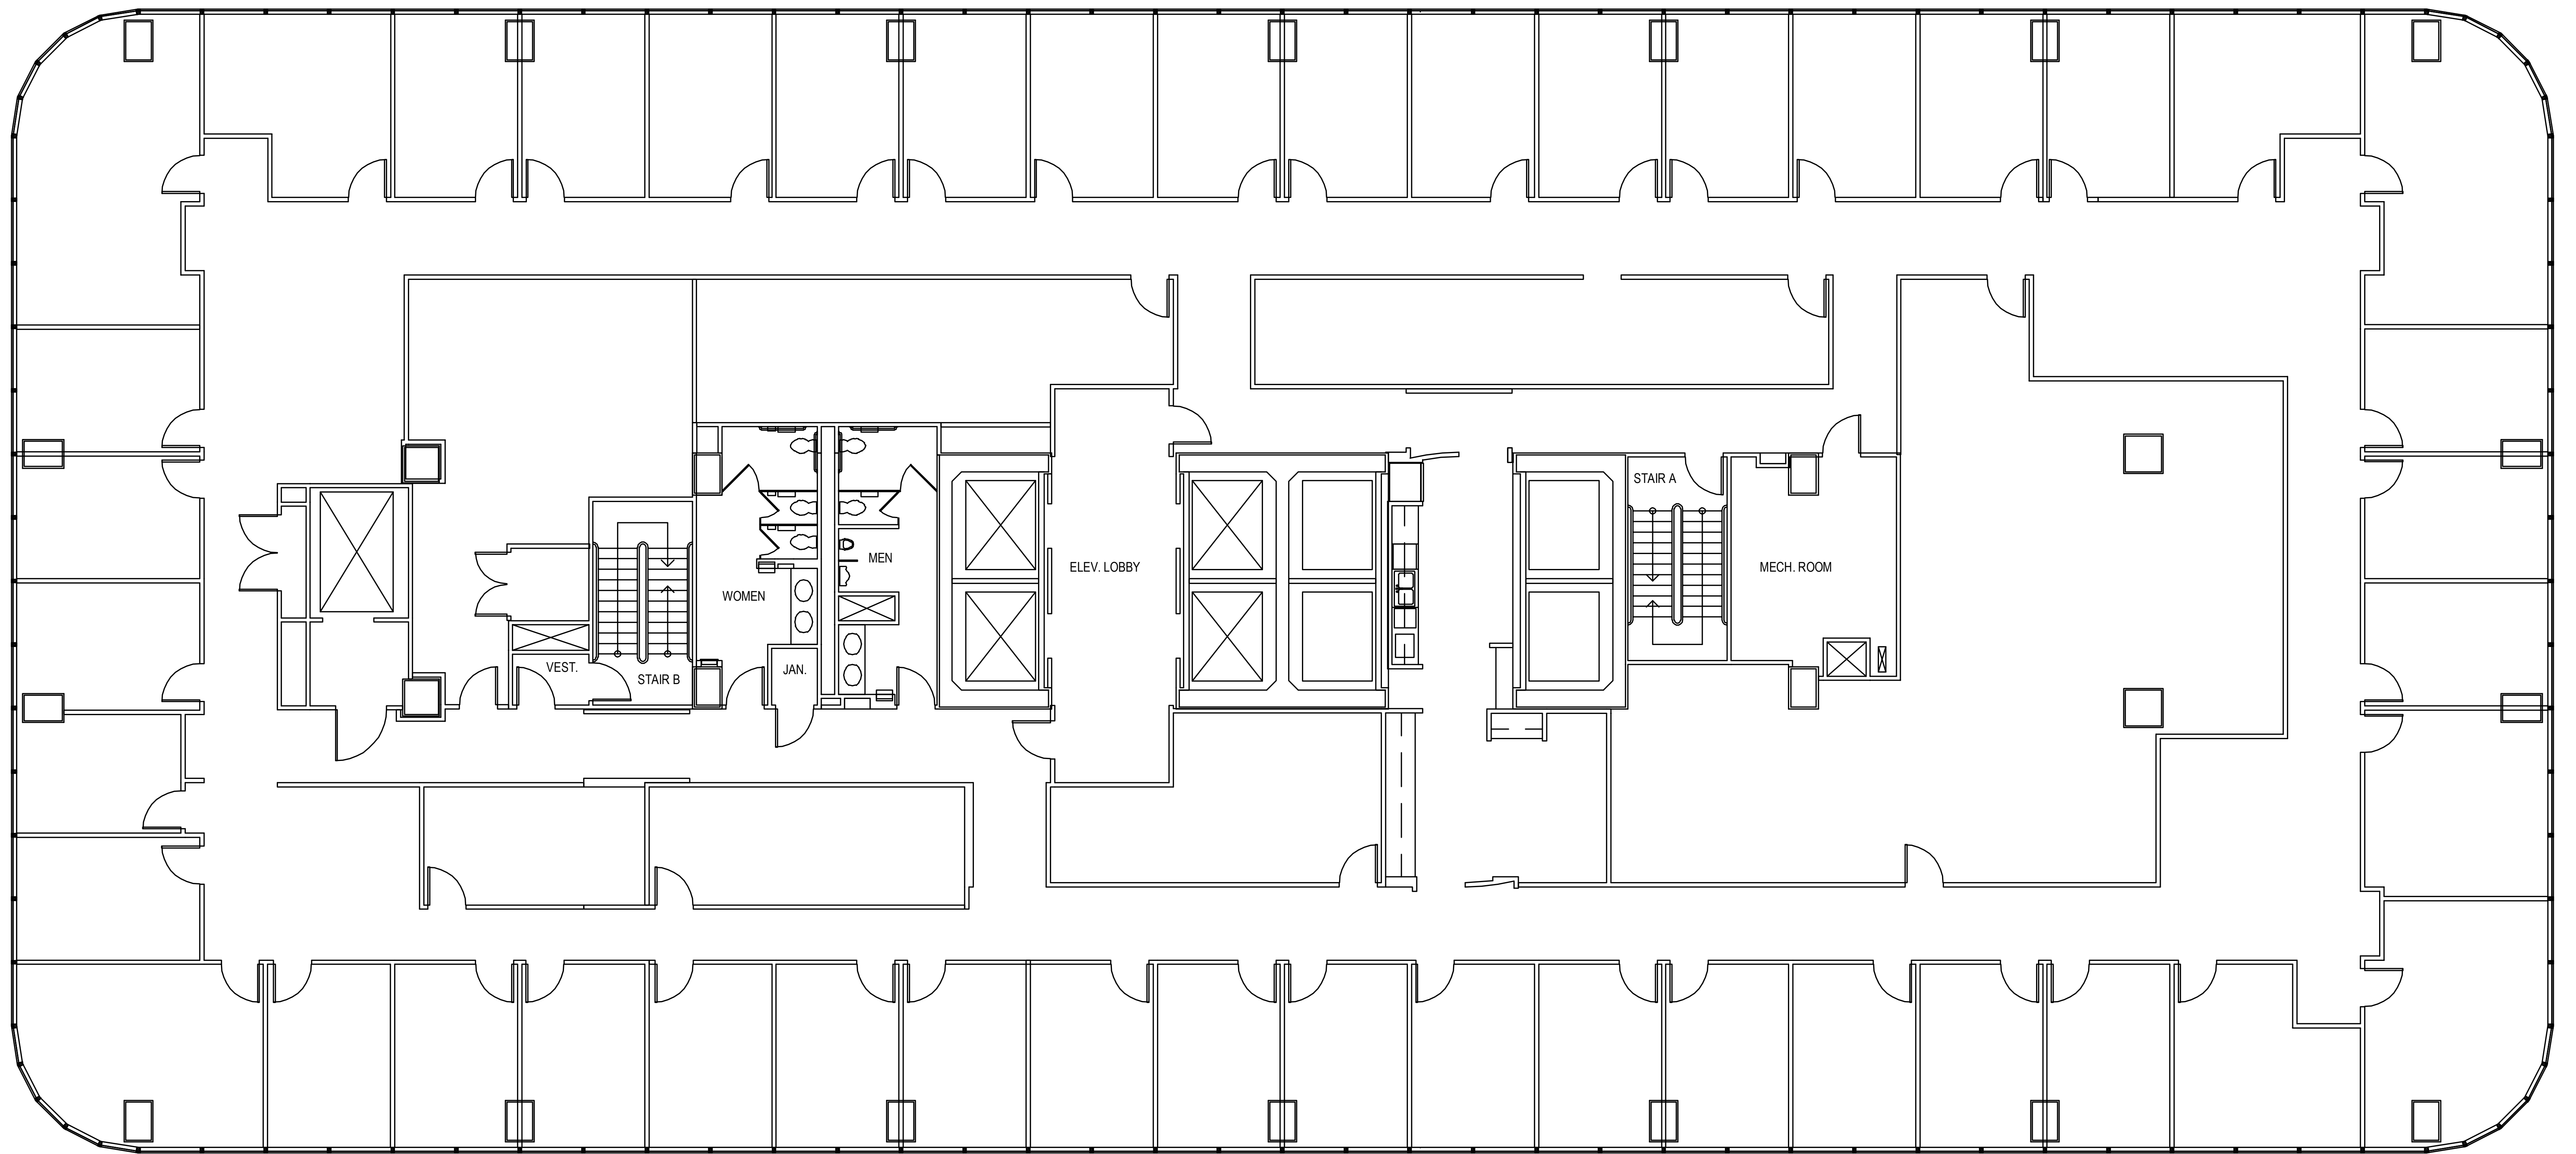 STAIR A
MEN
ELEV. LOBBY
MECH. ROOM
WOMEN
VEST.
JAN.
STAIR B